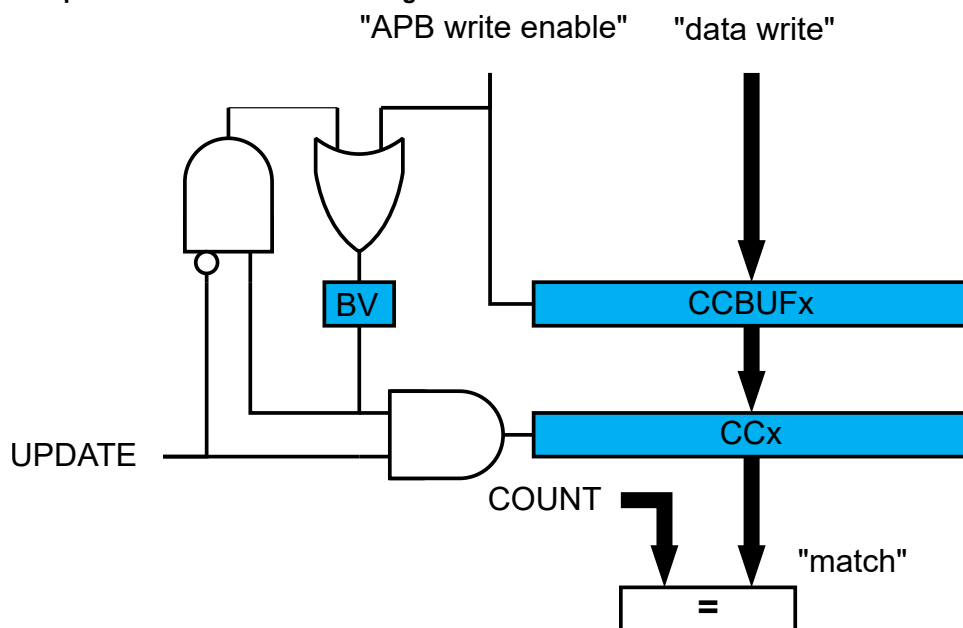 "APB write enable" "data write"
BV
CCBUFx
CCx
UPDATE
COUNT
"match"
=